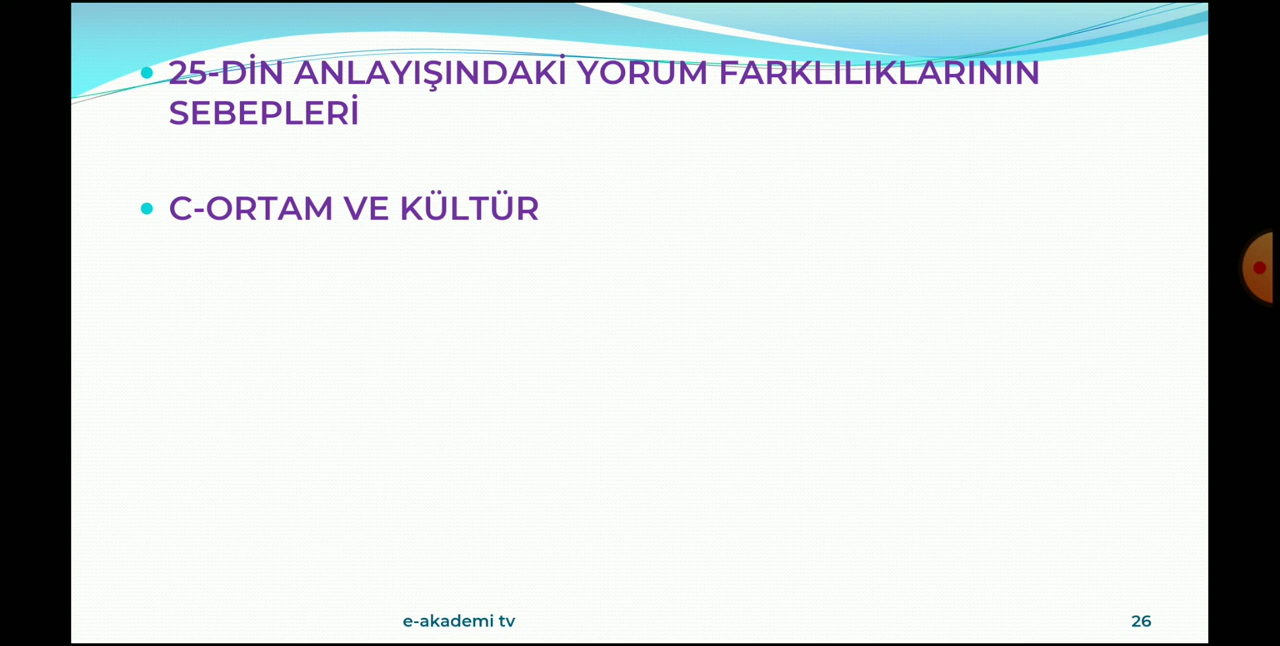 25-DİN ANLAYIŞINDAKİ YORUM FARKLILIKLARININ
SEBEPLERİ
C-ORTAM VE KÜLTÜR
e-akademi tv
26